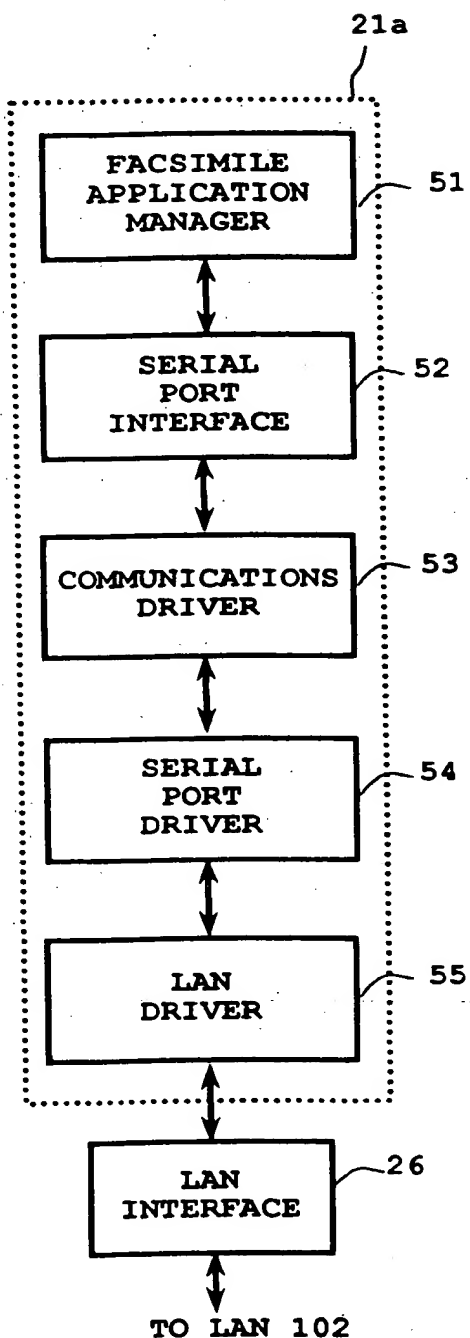 21a
FACSIMILE
APPLICATION
MANAGER
51
SERIAL
PORT
INTERFACE
52
COMMUNICATIONS
DRIVER
53
SERIAL
PORT
DRIVER
54
LAN
DRIVER
55
LAN
INTERFACE
26
TO LAN 102